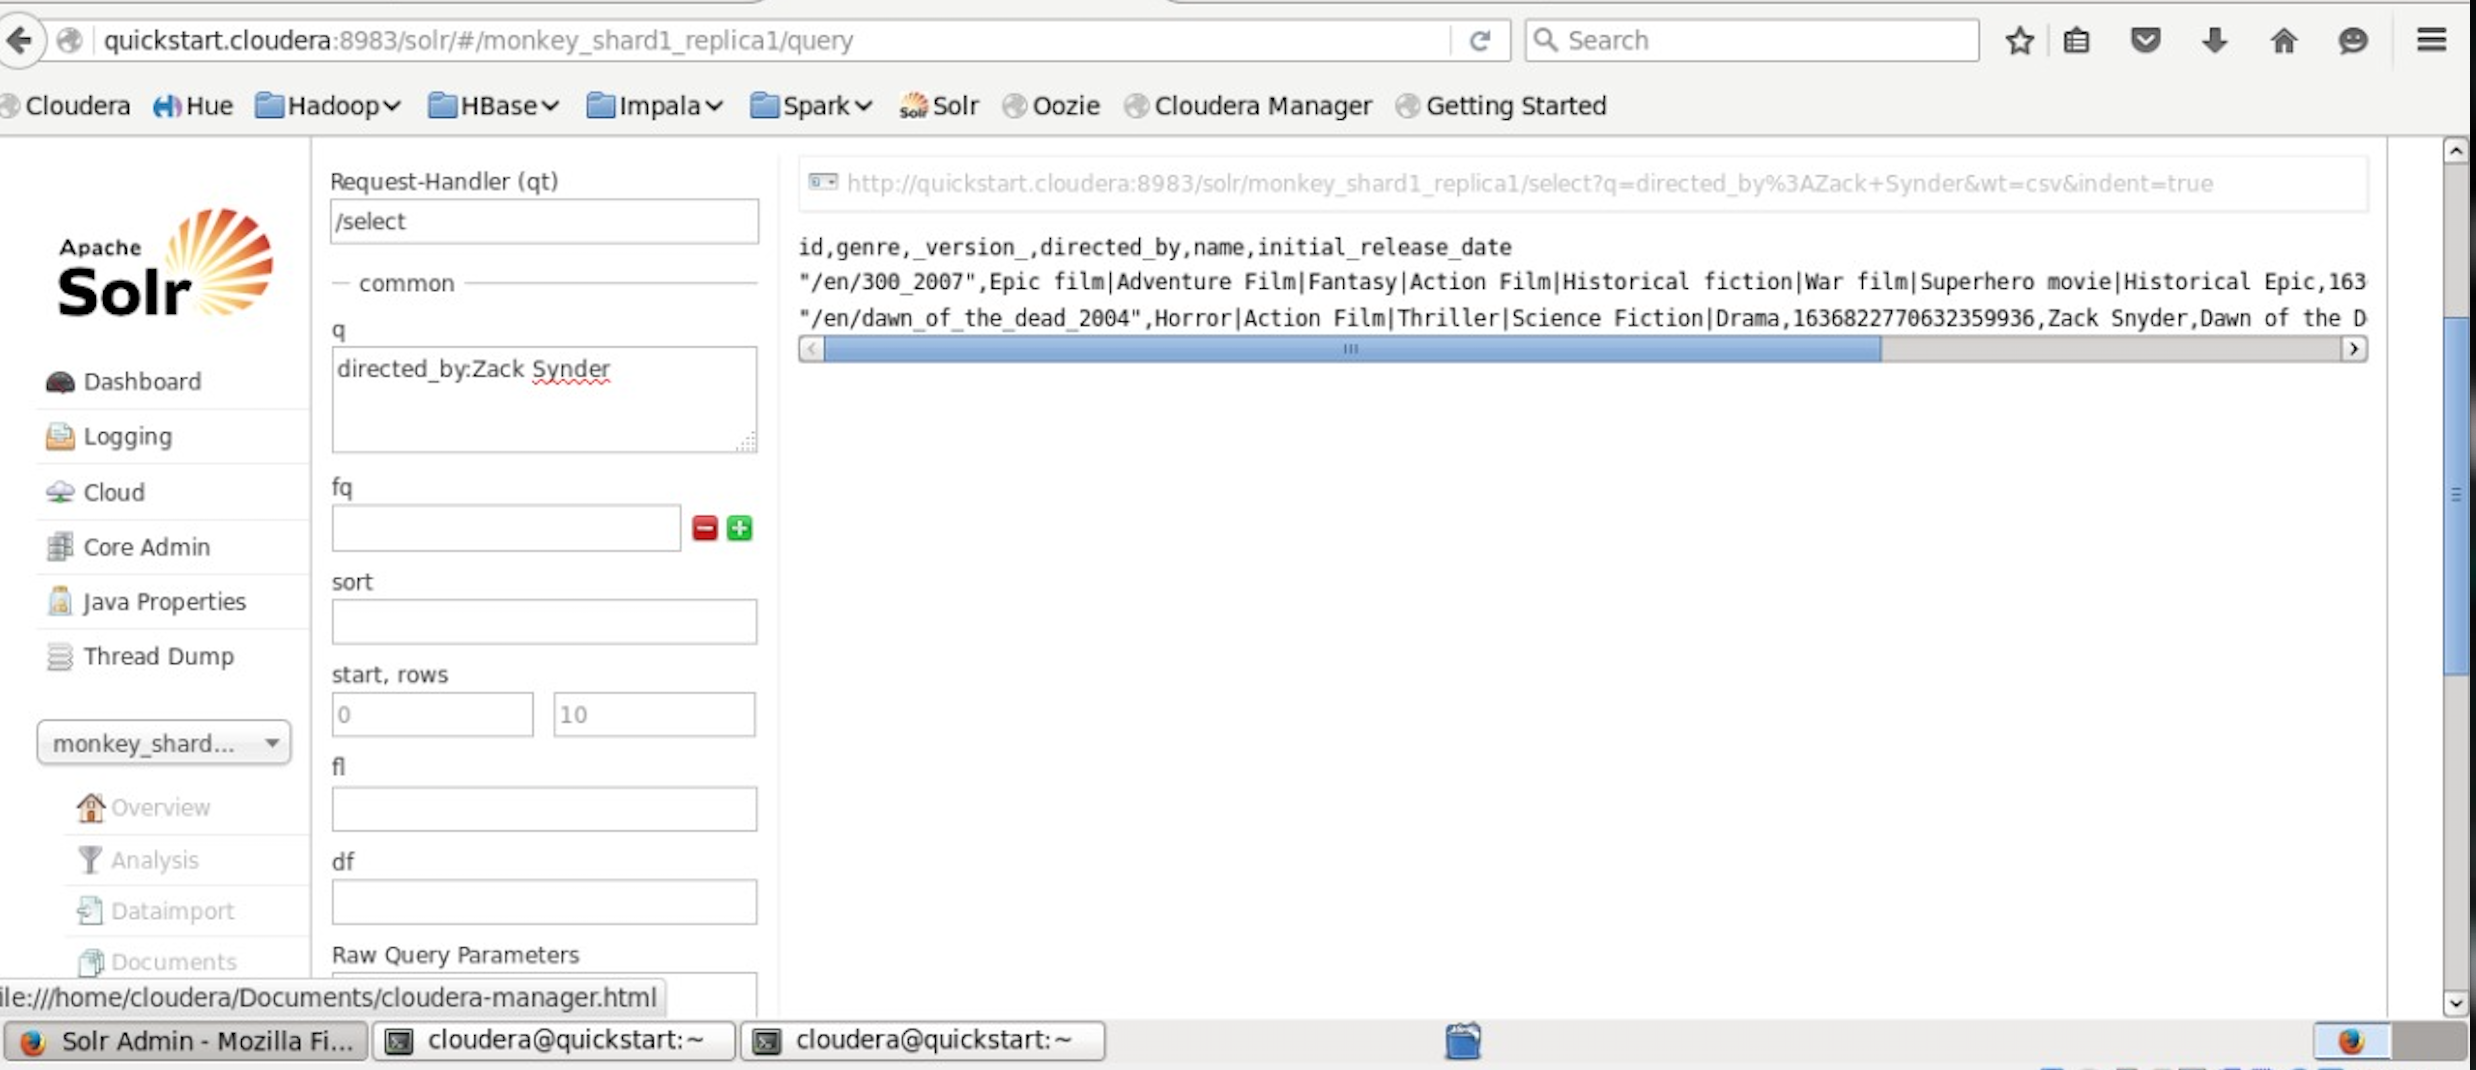 quickstart.cloudera:8983/solr/#/monkey_shard1_replica1/query
Search
Cloudera Hue Hadoop HBase Impala Spark Solr Oozie Cloudera Manager Getting Started
Apache
Solr
Dashboard
Logging
Cloud
Core Admin
Java Properties
Thread Dump
monkey_shard...
Overview
Analysis
Dataimport
Documents
Request-Handler (qt)
/select
common
q
directed_by:Zack Synder
fq
sort
start, rows
0 10
fl
df
Raw Query Parameters
http://quickstart.cloudera:8983/solr/monkey_shard1_replica1/select?q=directed_by%3AZack+Synder&wt=csv&indent=true
id,genre,_version_,directed_by,name,initial_release_date
"/en/300_2007",Epic film|Adventure Film|Fantasy|Action Film|Historical fiction|War film|Superhero movie|Historical Epic,163
"/en/dawn_of_the_dead_2004",Horror|Action Film|Thriller|Science Fiction|Drama,1636822770632359936,Zack Snyder,Dawn of the D
ile:///home/cloudera/Documents/cloudera-manager.html
Solr Admin - Mozilla Fi... cloudera@quickstart:~ cloudera@quickstart:~